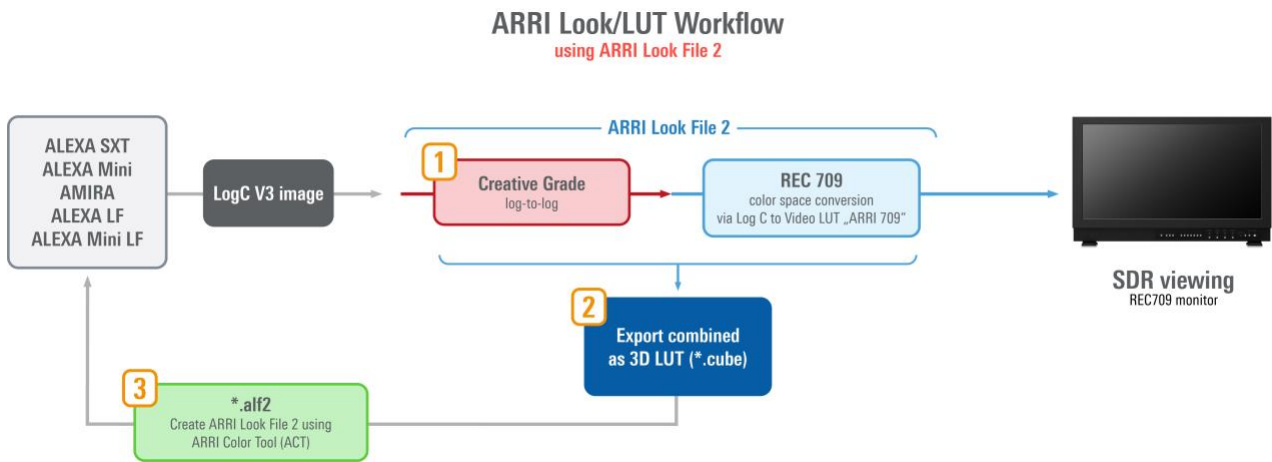 ARRI Look/LUT Workflow
using ARRI Look File 2
ALEXA SXT
ALEXA Mini
AMIRA
ALEXA LF
ALEXA Mini LF
LogC V3 image
ARRI Look File 2
1
Creative Grade
log-to-log
REC 709
color space conversion
via Log C to Video LUT „ARRI 709”
SDR viewing
REC709 monitor
2
Export combined
as 3D LUT (*.cube)
3
*.alf2
Create ARRI Look File 2 using
ARRI Color Tool (ACT)